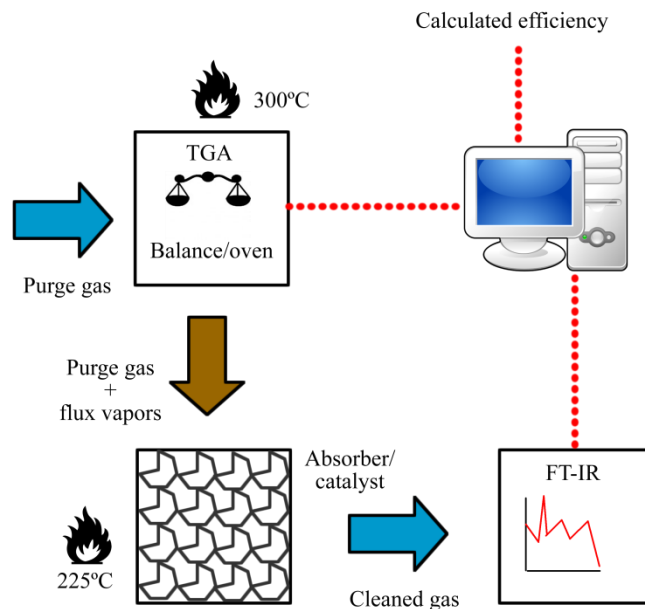 Calculated efficiency
300ºC
TGA
Balance/oven
Purge gas
Purge gas
+
flux vapors
Absorber/
catalyst
FT-IR
225ºC
Cleaned gas